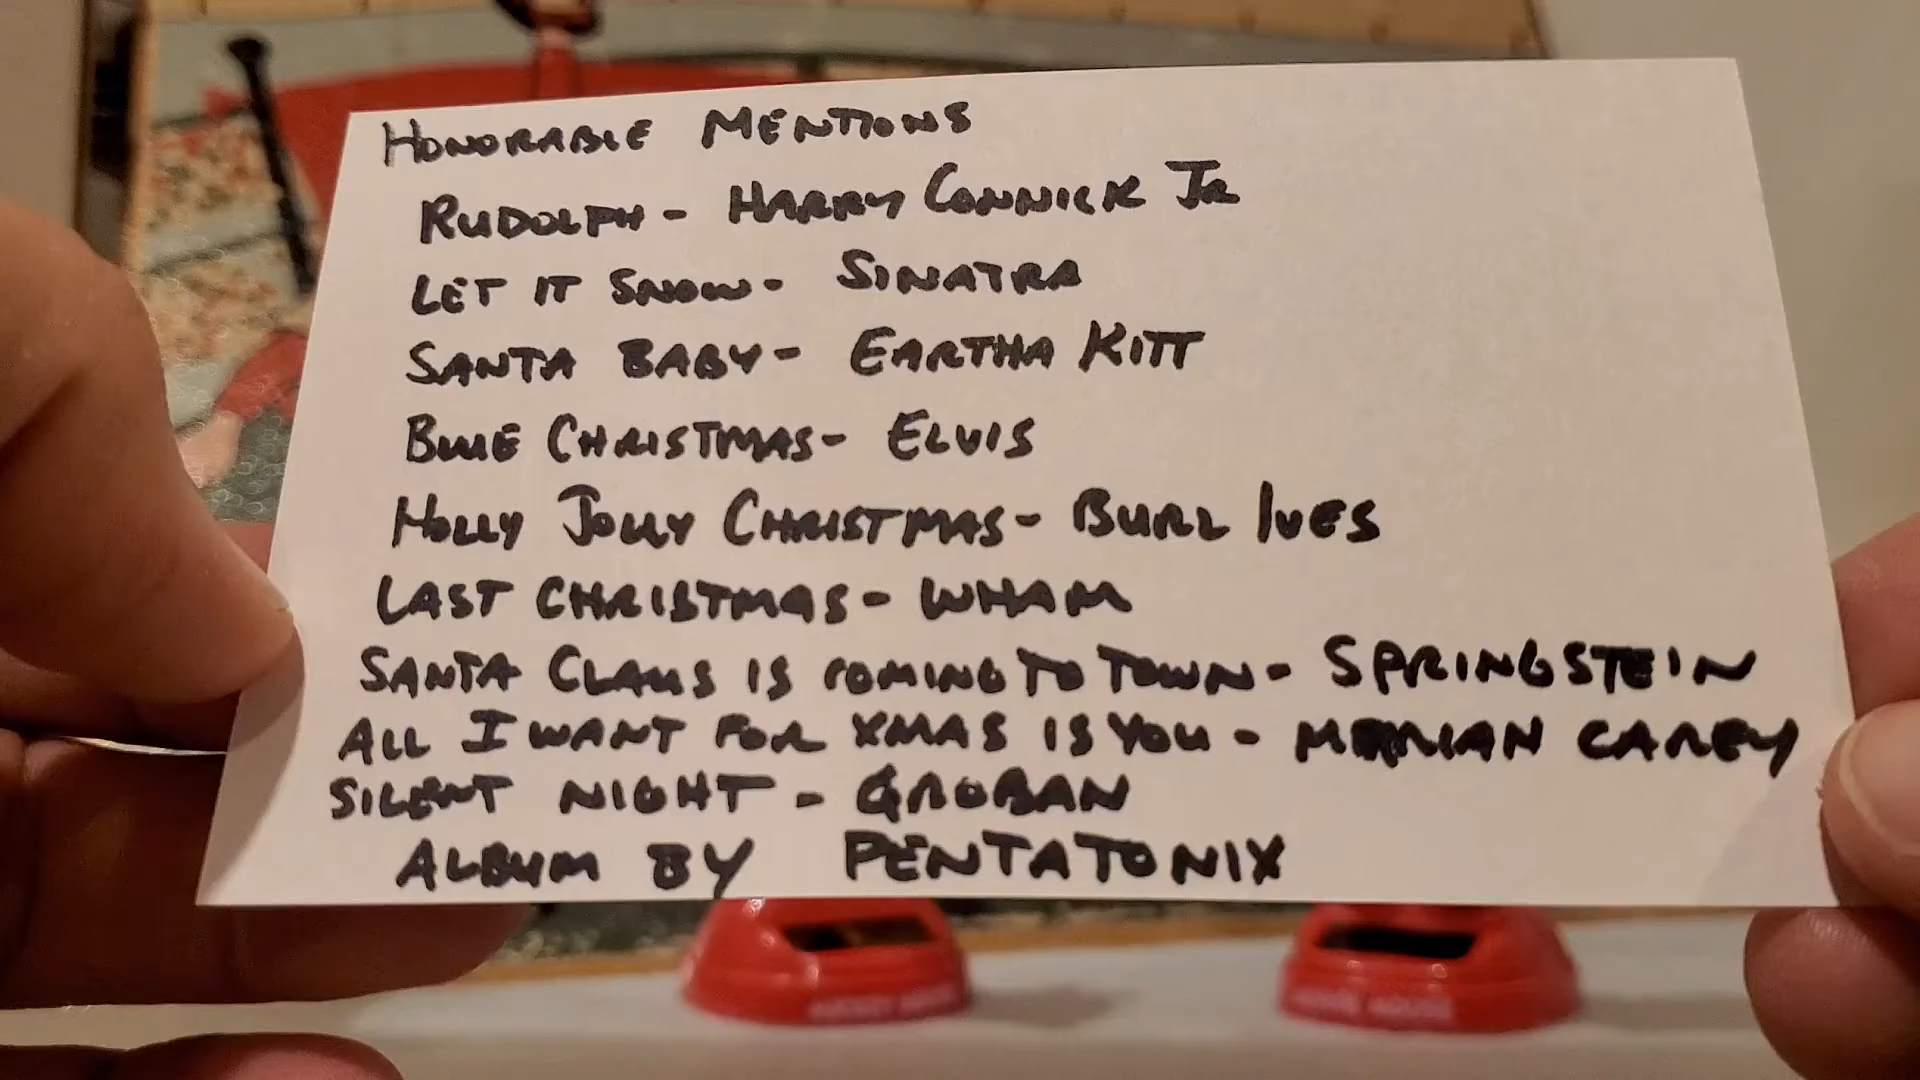 HONORABLE MENTIONS
RUDOLPH - HARRY CONNICK JR
LET IT SNOW - SINATRA
SANTA BABY - EARTHA KITT
BLUE CHRISTMAS - ELVIS
HOLLY JOLLY CHRISTMAS - BURL IVES
LAST CHRISTMAS - WHAM
SANTA CLAUS IS COMING TO TOWN - SPRINGSTEIN
ALL I WANT FOR XMAS IS YOU - MARIAH CAREY
SILENT NIGHT - GROBAN
ALBUM BY PENTATONIX